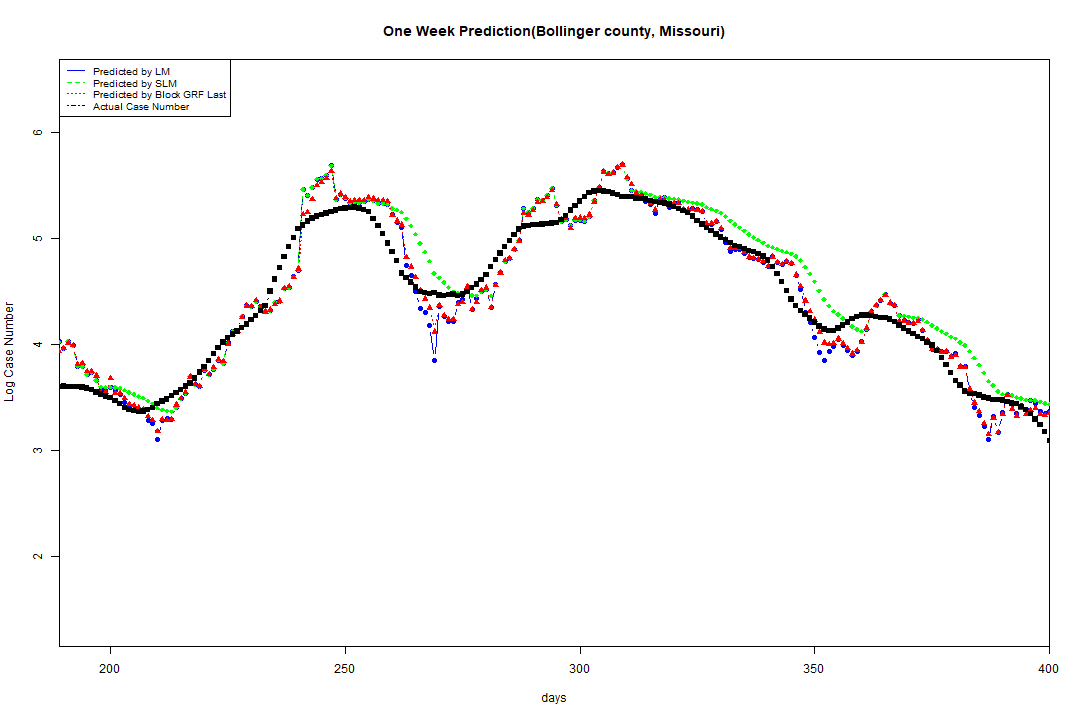 One Week Prediction(Bollinger county, Missouri)
Predicted by LM
Predicted by SLM
Predicted by Block GRF Last
Actual Case Number
6
5
4
3
2
Log Case Number
200 250 300 350 400
days